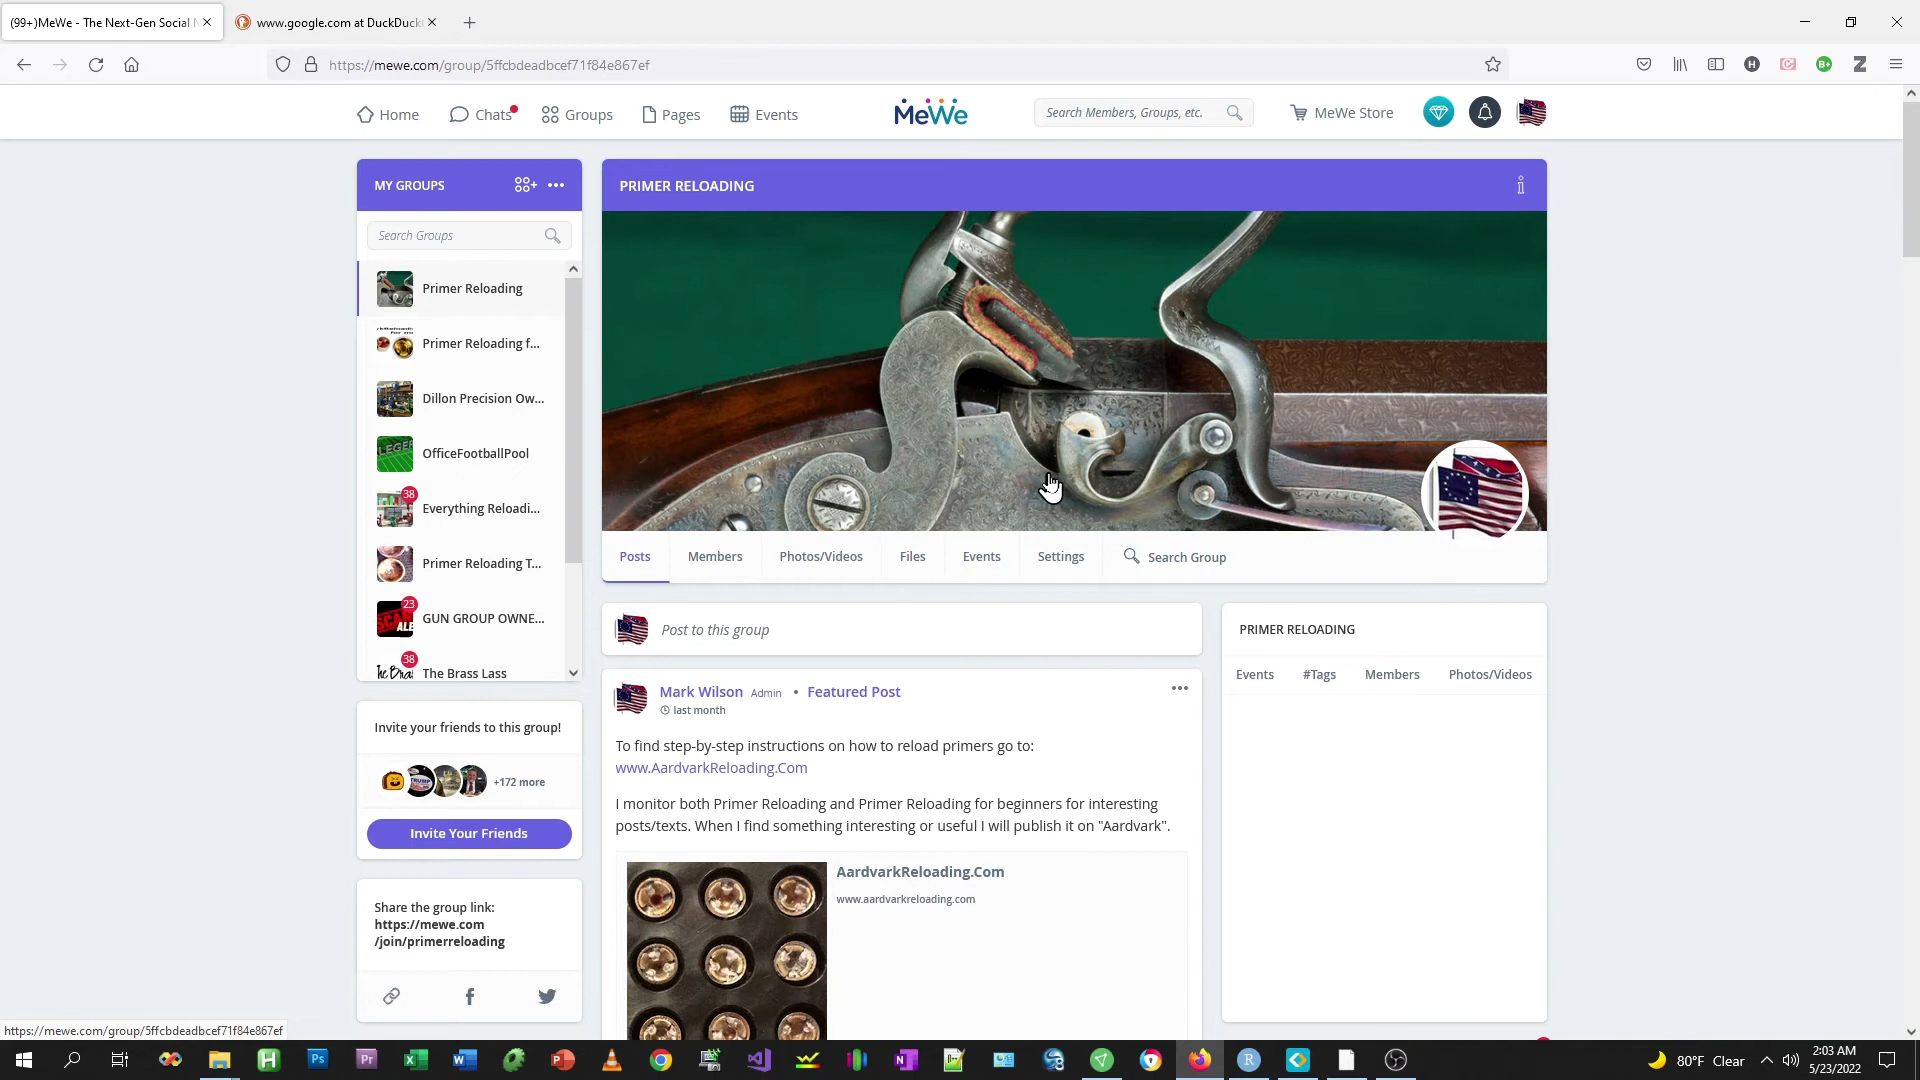 (99+)MeWe - The Next-Gen Social N
www.google.com at DuckDuck
https://mewe.com/group/5ffcbdeadbcef71f84e867ef
Home
Chats
Groups
Pages
Events
MeWe
Search Members, Groups, etc.
MeWe Store
MY GROUPS
Search Groups
Primer Reloading
Primer Reloading f...
Dillon Precision Ow...
OfficeFootballPool
38
Everything Reloadi...
Primer Reloading T...
23
GUN GROUP OWNE...
38
The Brass Lass
PRIMER RELOADING
Posts
Members
Photos/Videos
Files
Events
Settings
Search Group
Post to this group
Mark Wilson Admin • Featured Post
last month
To find step-by-step instructions on how to reload primers go to:
www.AardvarkReloading.Com
I monitor both Primer Reloading and Primer Reloading for beginners for interesting
posts/texts. When I find something interesting or useful I will publish it on "Aardvark".
AardvarkReloading.Com
www.aardvarkreloading.com
PRIMER RELOADING
Events
#Tags
Members
Photos/Videos
Invite your friends to this group!
TRUMP
+172 more
Invite Your Friends
Share the group link:
https://mewe.com
/join/primerreloading
https://mewe.com/group/5ffcbdeadbcef71f84e867ef
80°F Clear
2:03 AM
5/23/2022